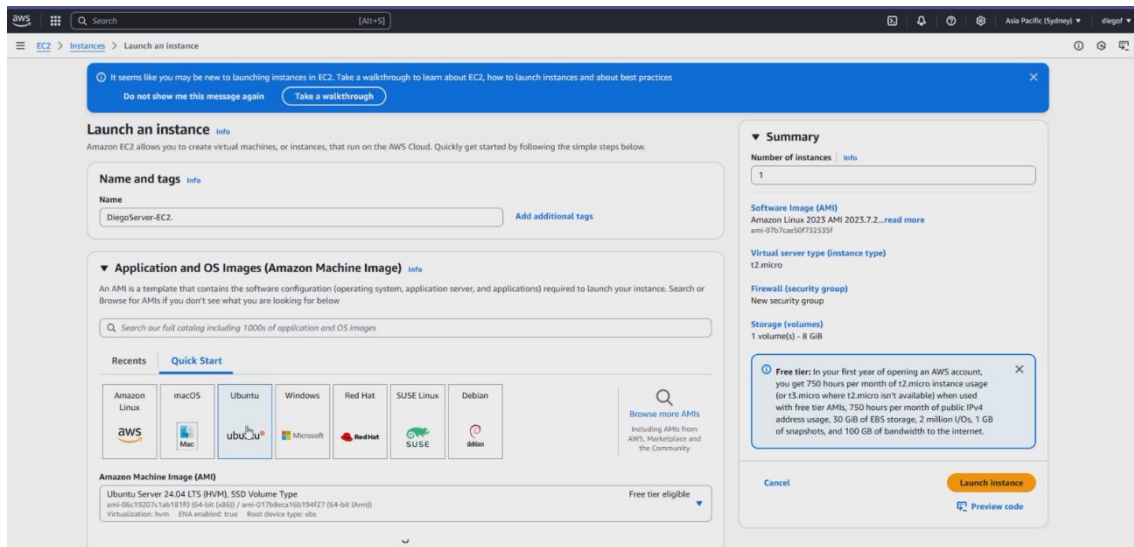 aws
Search [Alt+S]
Asia Pacific (Sydney)
diegof
EC2 > Instances > Launch an instance
It seems like you may be new to launching instances in EC2. Take a walkthrough to learn about EC2, how to launch instances and about best practices
Do not show me this message again
Take a walkthrough
Launch an instance Info
Amazon EC2 allows you to create virtual machines, or instances, that run on the AWS Cloud. Quickly get started by following the simple steps below.
Name and tags Info
Name
DiegoServer-EC2.
Add additional tags
Application and OS Images (Amazon Machine Image) Info
An AMI is a template that contains the software configuration (operating system, application server, and applications) required to launch your instance. Search or
Browse for AMIs if you don't see what you are looking for below
Search our full catalog including 1000s of application and OS images
Recents
Quick Start
Amazon
Linux
aws
macOS
Mac
Ubuntu
Windows
Microsoft
Red Hat
RedHat
SUSE Linux
SUSE
Debian
debian
Browse more AMIs
Including AMIs from
AWS, Marketplace and
the Community
Amazon Machine Image (AMI)
Ubuntu Server 24.04 LTS (HVM), SSD Volume Type
Free tier eligible
ami-06c19207c1ab181f0 (64-bit (x86)) / ami-017b8eca16b194f27 (64-bit (Arm))
Virtualization: hvm ENA enabled: true Root device type: ebs
Summary
Number of instances Info
1
Software Image (AMI)
Amazon Linux 2023 AMI 2023.7.2...read more
ami-07b7cae50f732535f
Virtual server type (instance type)
t2.micro
Firewall (security group)
New security group
Storage (volumes)
1 volume(s) - 8 GiB
Free tier: In your first year of opening an AWS account,
you get 750 hours per month of t2.micro instance usage
(or t3.micro where t2.micro isn't available) when used
with free tier AMIs, 750 hours per month of public IPv4
address usage, 30 GiB of EBS storage, 2 million I/Os, 1 GB
of snapshots, and 100 GB of bandwidth to the internet.
Cancel
Launch instance
Preview code